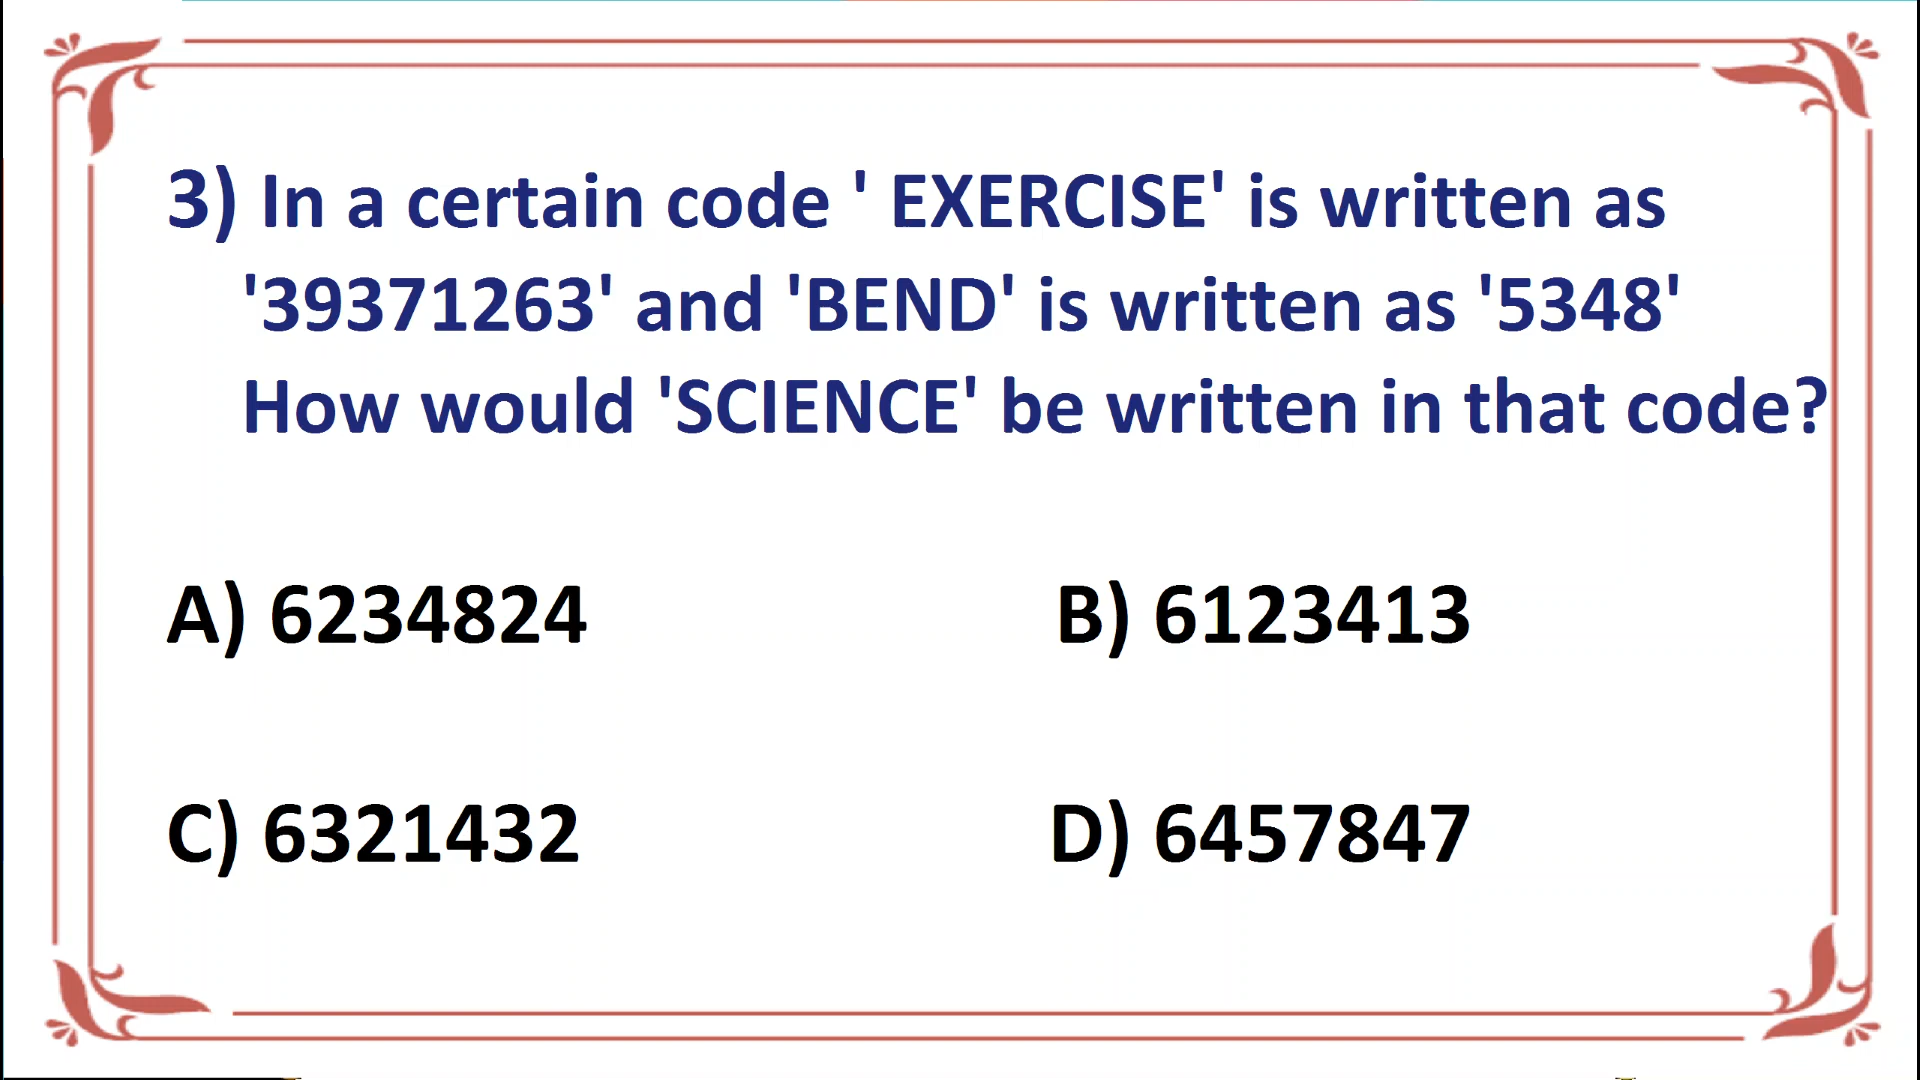 3) In a certain code ' EXERCISE' is written as
'39371263' and 'BEND' is written as '5348'
How would 'SCIENCE' be written in that code?
A) 6234824 B) 6123413
C) 6321432 D) 6457847